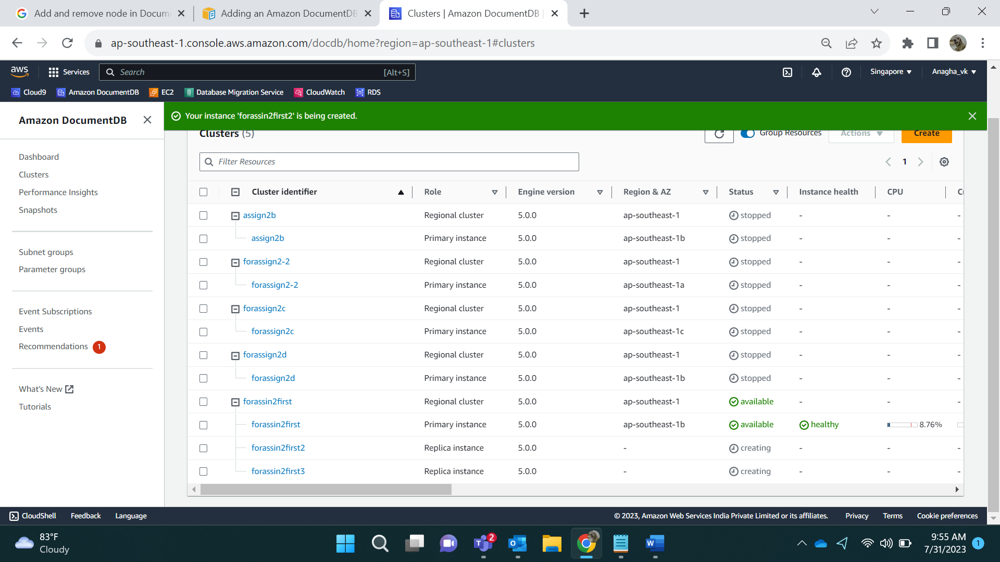 Add and remove node in Docum
Adding an Amazon DocumentDB
Clusters | Amazon DocumentDB
ap-southeast-1.console.aws.amazon.com/docdb/home?region=ap-southeast-1#clusters
aws
Services
Search
[Alt+S]
Singapore
Anagha_vk
Cloud9
Amazon DocumentDB
EC2
Database Migration Service
CloudWatch
RDS
Amazon DocumentDB
Your instance 'forassin2first2' is being created.
Dashboard
Clusters
Performance Insights
Snapshots
Subnet groups
Parameter groups
Event Subscriptions
Events
Recommendations 1
What's New
Tutorials
Clusters (5)
Group Resources
Actions
Create
Filter Resources
1
Cluster identifier Role Engine version Region & AZ Status Instance health CPU
assign2b Regional cluster 5.0.0 ap-southeast-1 stopped - - -
assign2b Primary instance 5.0.0 ap-southeast-1b stopped - - -
forassign2-2 Regional cluster 5.0.0 ap-southeast-1 stopped - - -
forassign2-2 Primary instance 5.0.0 ap-southeast-1a stopped - - -
forassign2c Regional cluster 5.0.0 ap-southeast-1 stopped - - -
forassign2c Primary instance 5.0.0 ap-southeast-1c stopped - - -
forassign2d Regional cluster 5.0.0 ap-southeast-1 stopped - - -
forassign2d Primary instance 5.0.0 ap-southeast-1b stopped - - -
forassin2first Regional cluster 5.0.0 ap-southeast-1 available - - -
forassin2first Primary instance 5.0.0 ap-southeast-1b available healthy 8.76%
forassin2first2 Replica instance 5.0.0 - creating - - -
forassin2first3 Replica instance 5.0.0 - creating - - -
CloudShell
Feedback
Language
© 2023, Amazon Web Services India Private Limited or its affiliates.
Privacy
Terms
Cookie preferences
83°F
Cloudy
2
9:55 AM
7/31/2023
1